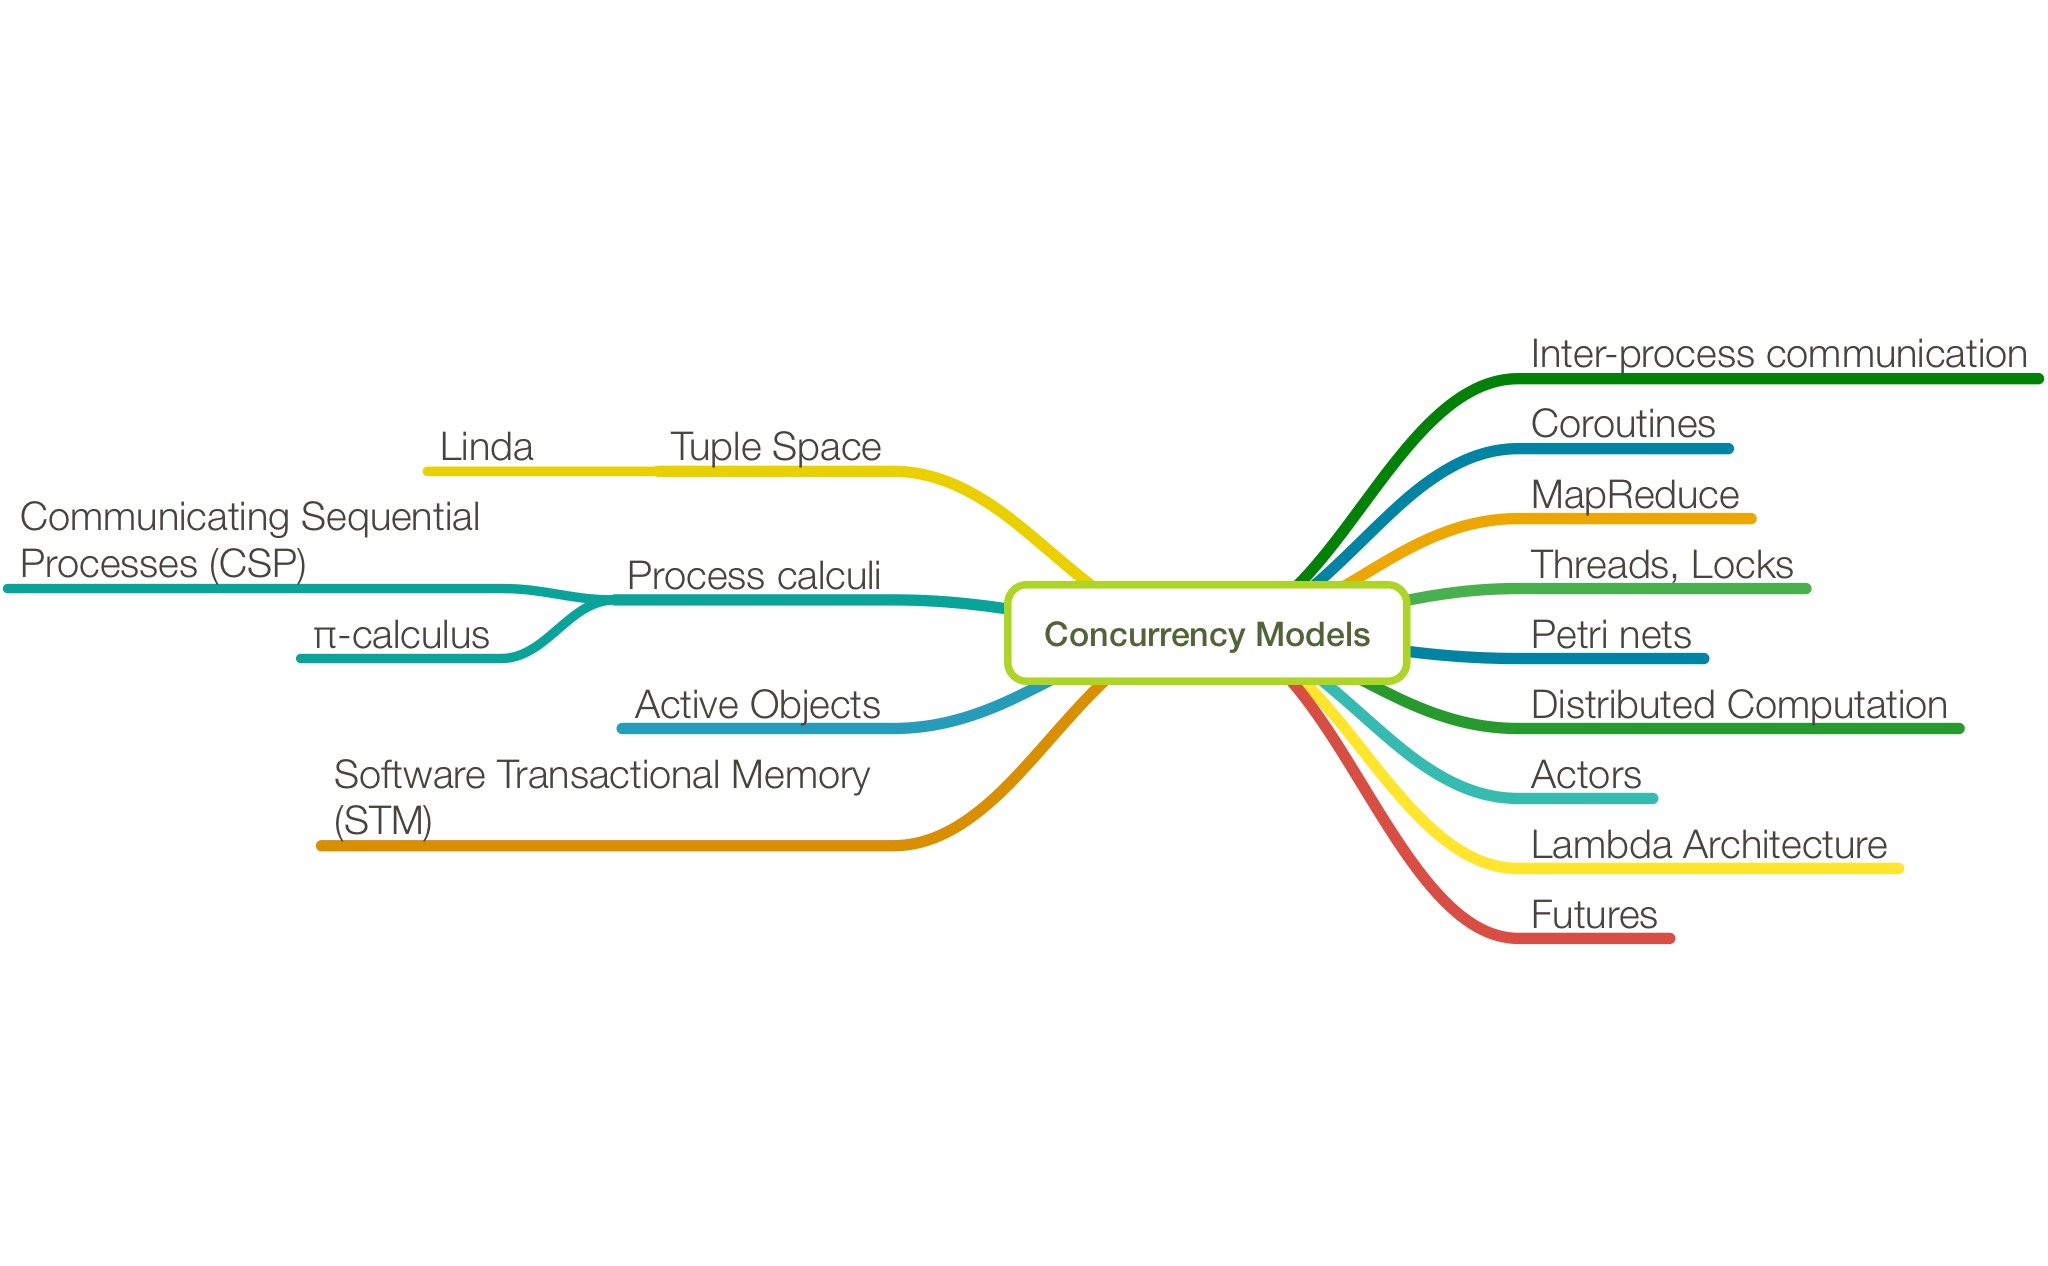 Concurrency Models
Inter-process communication
Coroutines
MapReduce
Threads, Locks
Petri nets
Distributed Computation
Actors
Lambda Architecture
Futures
Tuple Space
Linda
Process calculi
Communicating Sequential
Processes (CSP)
π-calculus
Active Objects
Software Transactional Memory
(STM)